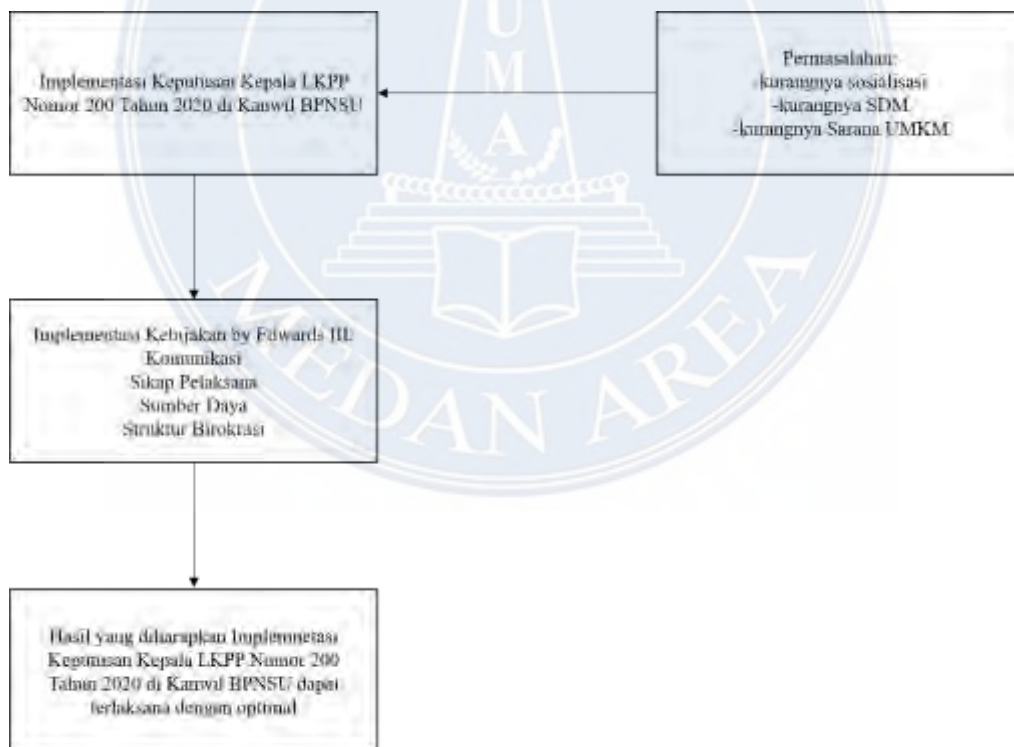 Implementasi Keputusan Kepala LKPP
Nomor 200 Tahun 2020 di Kanwil BPNSU
Permasalahan:
-kurangnya sosialisasi
-kurangnya SDM
-kurangnya Sarana UMKM
Implementasi Kebijakan by Edwards III:
Komunikasi
Sikap Pelaksana
Sumber Daya
Struktur Birokrasi
Hasil yang diharapkan Implemnetasi
Keputusan Kepala LKPP Nomor 200
Tahun 2020 di Kanwil BPNSU dapat
terlaksana dengan optimal
UMA
MEDAN AREA